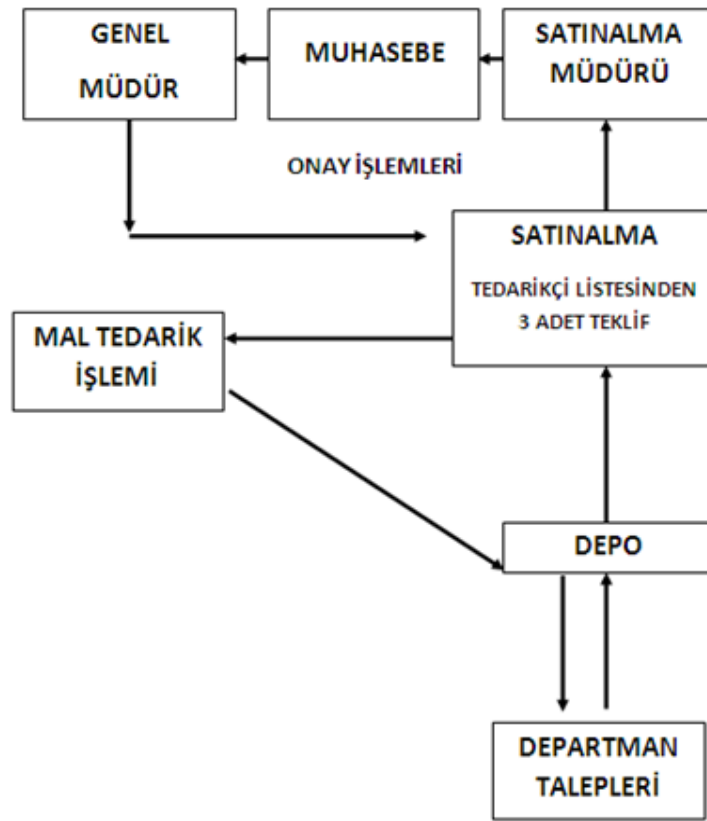 GENEL
MÜDÜR
MUHASEBE
SATINALMA
MÜDÜRÜ
ONAY İŞLEMLERİ
SATINALMA
TEDARİKÇİ LİSTESİNDEN
3 ADET TEKLİF
MAL TEDARİK
İŞLEMİ
DEPO
DEPARTMAN
TALEPLERİ